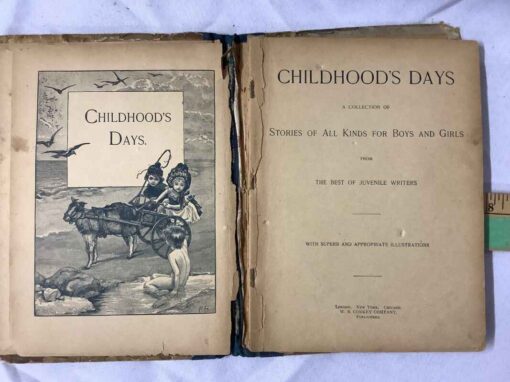 CHILDHOOD'S
DAYS.
CHILDHOOD'S DAYS
A COLLECTION OF
STORIES OF ALL KINDS FOR BOYS AND GIRLS
FROM
THE BEST OF JUVENILE WRITERS
WITH SUPERB AND APPROPRIATE ILLUSTRATIONS
LONDON, NEW YORK, CHICAGO.
W. B. CONKEY COMPANY,
PUBLISHERS.
8